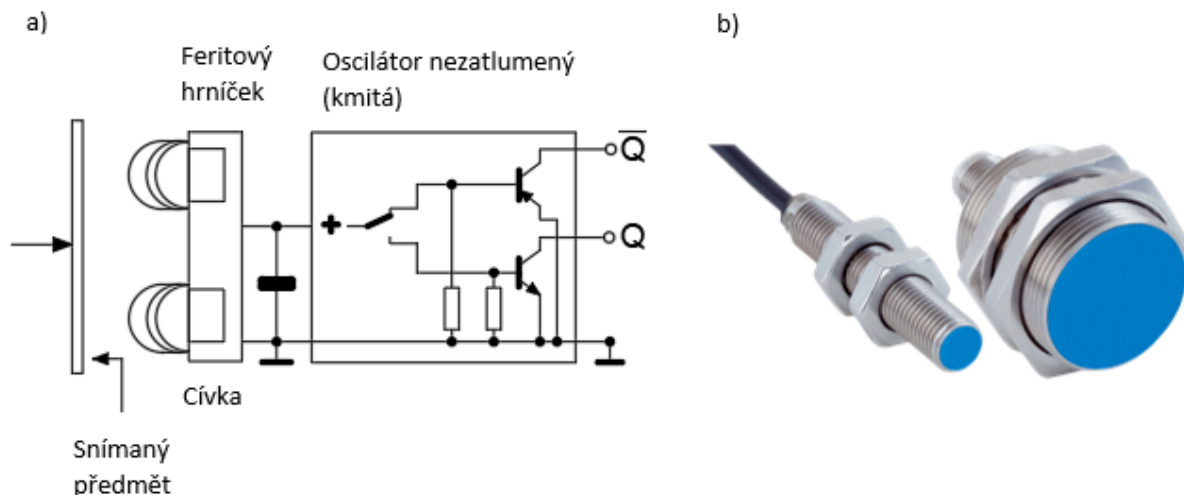 a)
b)
Feritový
hrníček
Oscilátor nezatlumený
(kmitá)
Q̅
+
Q
Cívka
Snímaný
předmět